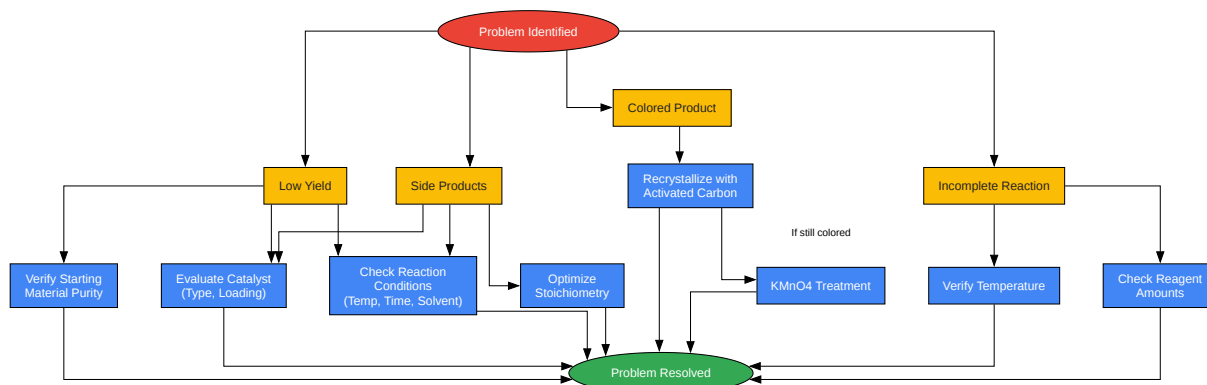 Problem Identified
Colored Product
Low Yield
Side Products
Recrystallize with
Activated Carbon
Incomplete Reaction
If still colored
Verify Starting
Material Purity
Evaluate Catalyst
(Type, Loading)
Check Reaction
Conditions
(Temp, Time, Solvent)
Optimize
Stoichiometry
KMnO4 Treatment
Verify Temperature
Check Reagent
Amounts
Problem Resolved